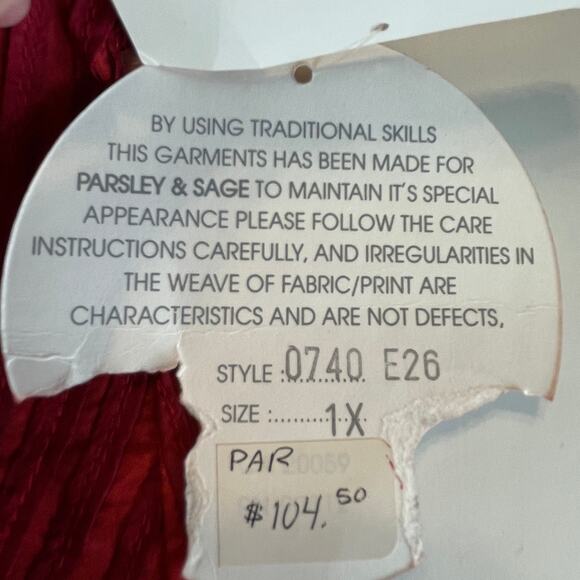 BY USING TRADITIONAL SKILLS
THIS GARMENTS HAS BEEN MADE FOR
PARSLEY & SAGE TO MAINTAIN IT'S SPECIAL
APPEARANCE PLEASE FOLLOW THE CARE
INSTRUCTIONS CAREFULLY, AND IRREGULARITIES IN
THE WEAVE OF FABRIC/PRINT ARE
CHARACTERISTICS AND ARE NOT DEFECTS.
STYLE :0740 E26
SIZE :.........1X
PAR
$104.50